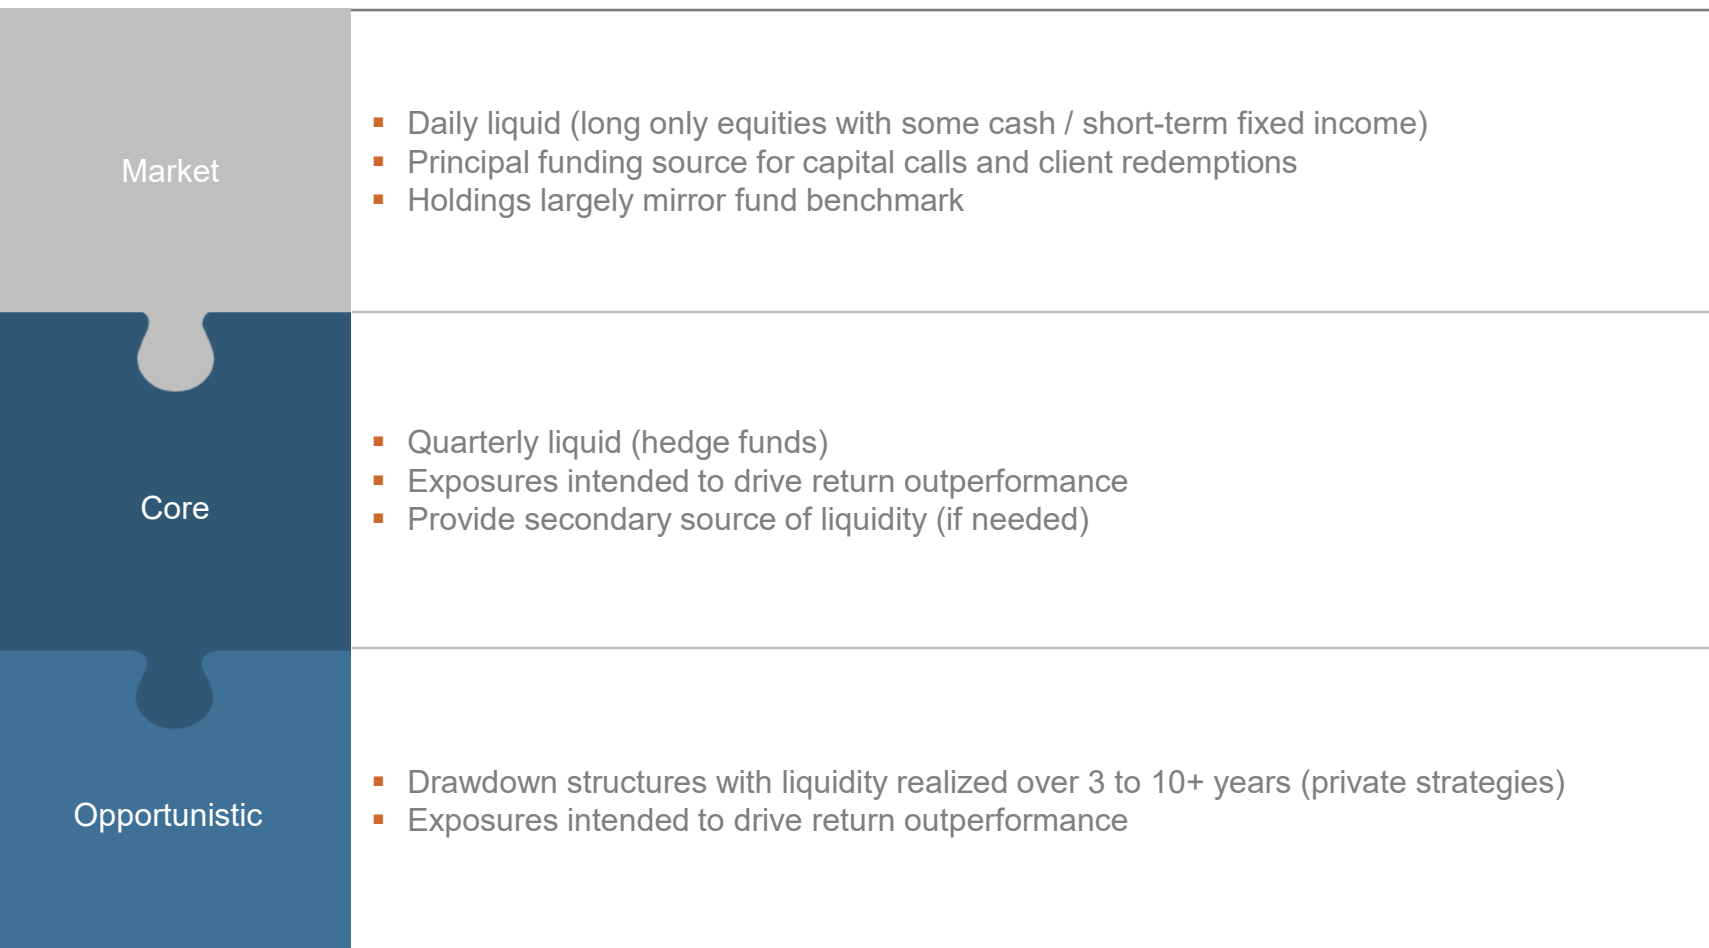 Market
▪ Daily liquid (long only equities with some cash / short-term fixed income)
▪ Principal funding source for capital calls and client redemptions
▪ Holdings largely mirror fund benchmark
Core
▪ Quarterly liquid (hedge funds)
▪ Exposures intended to drive return outperformance
▪ Provide secondary source of liquidity (if needed)
Opportunistic
▪ Drawdown structures with liquidity realized over 3 to 10+ years (private strategies)
▪ Exposures intended to drive return outperformance